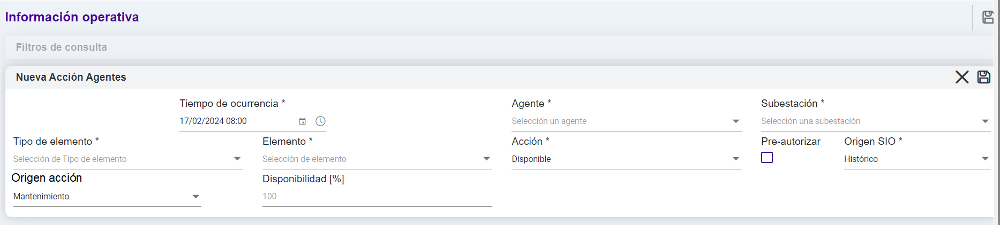 Información operativa
Filtros de consulta
Nueva Acción Agentes
Tiempo de ocurrencia *
Agente *
Subestación *
17/02/2024 08:00
Selección un agente
Selección una subestación
Tipo de elemento *
Elemento *
Acción *
Pre-autorizar
Origen SIO *
Selección de Tipo de elemento
Selección de elemento
Disponible
Histórico
Origen acción
Disponibilidad [%]
Mantenimiento
100